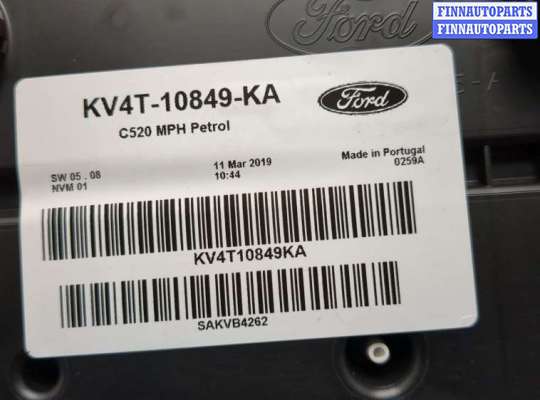 FINNAUTOPARTS
FINNAUTOPARTS
Ford
KV4T-10849-KA
Ford
C520 MPH Petrol
SW 05 . 08
NVM 01
11 Mar 2019
10:44
Made in Portugal
0259A
KV4T10849KA
SAKVB4262